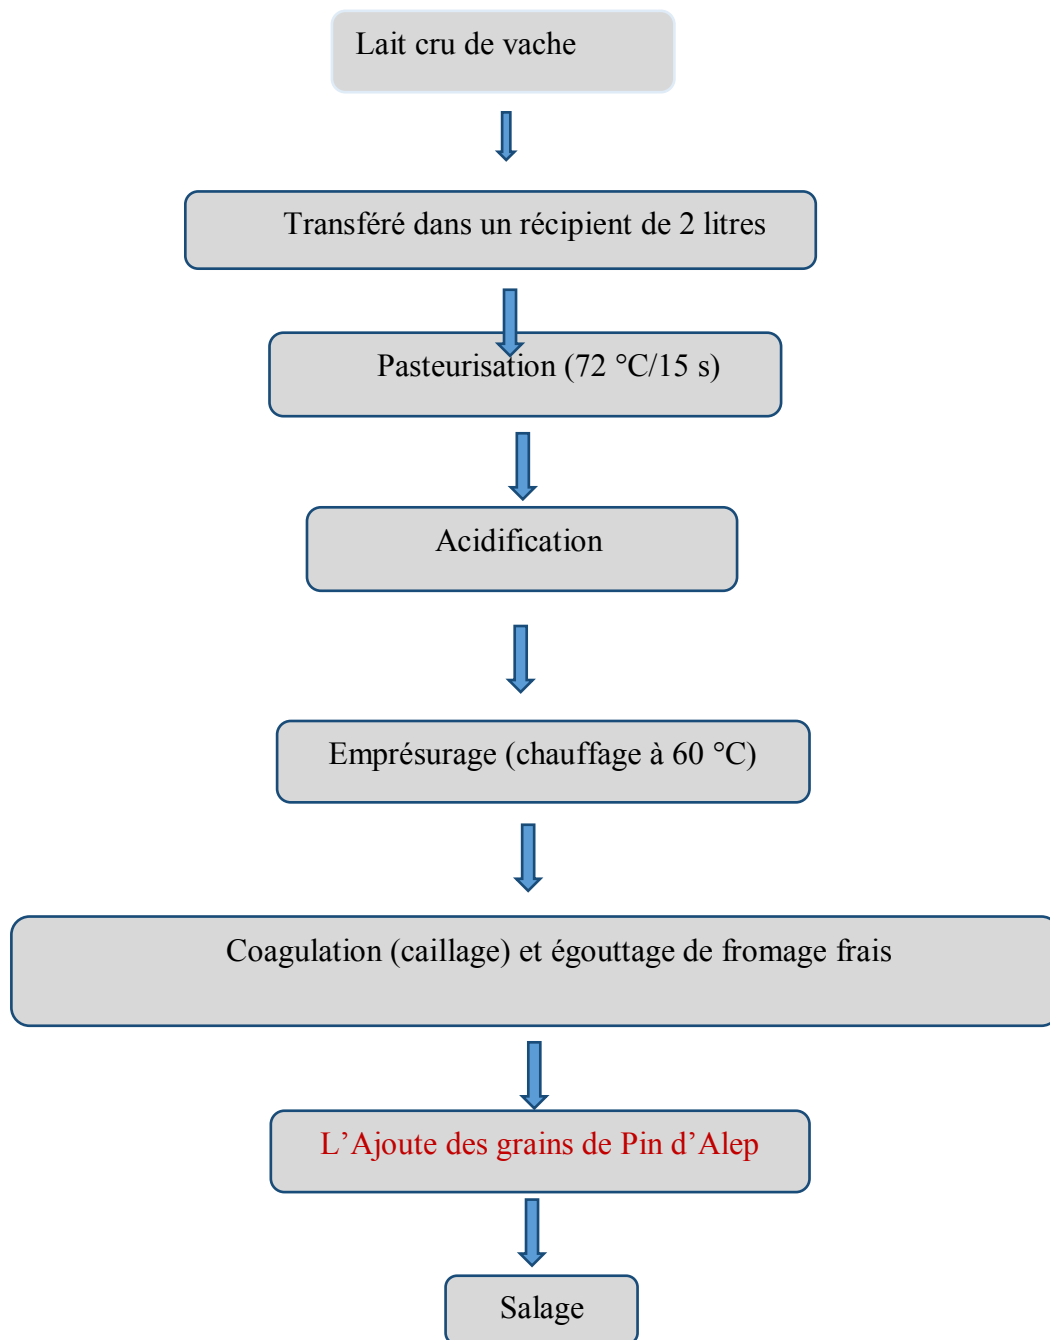 Lait cru de vache
Transféré dans un récipient de 2 litres
Pasteurisation (72 °C/15 s)
Acidification
Emprésurage (chauffage à 60 °C)
Coagulation (caillage) et égouttage de fromage frais
L’Ajoute des grains de Pin d’Alep
Salage